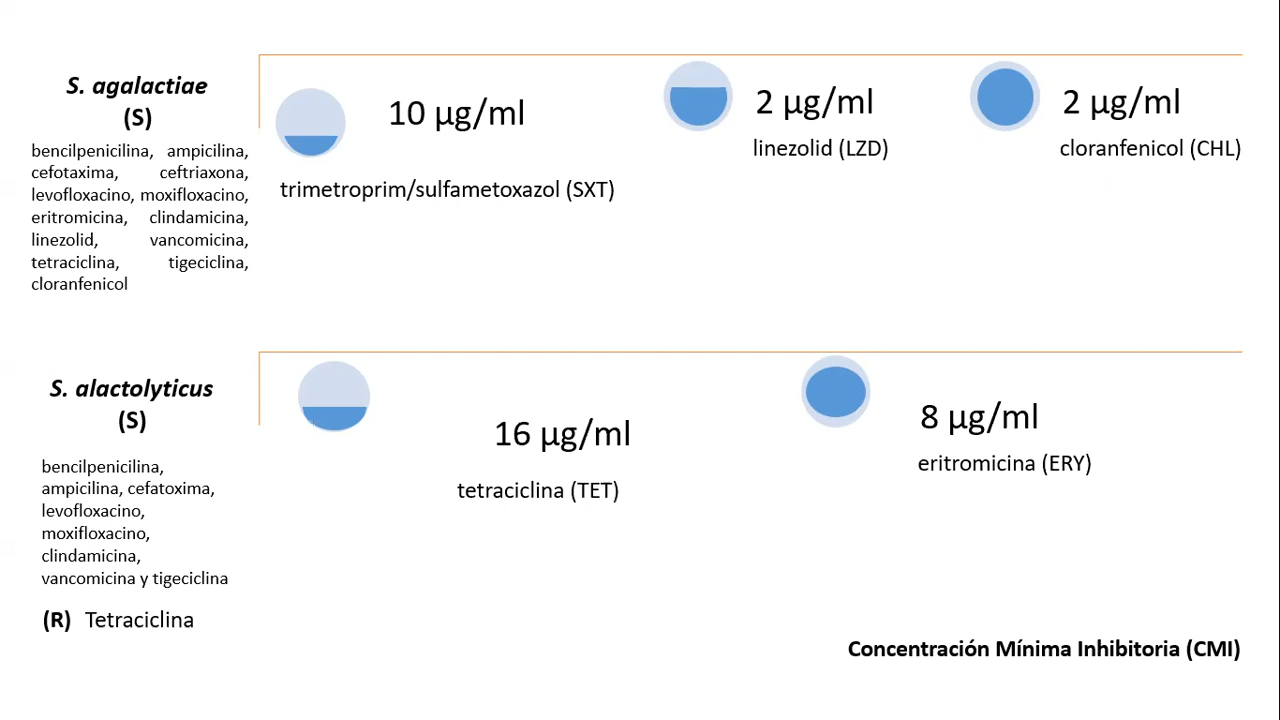 S. agalactiae
(S)
bencilpenicilina, ampicilina,
cefotaxima, ceftriaxona,
levofloxacino, moxifloxacino,
eritromicina, clindamicina,
linezolid, vancomicina,
tetraciclina, tigeciclina,
cloranfenicol
10 µg/ml
trimetroprim/sulfametoxazol (SXT)
2 µg/ml
linezolid (LZD)
2 µg/ml
cloranfenicol (CHL)
S. alactolyticus
(S)
bencilpenicilina,
ampicilina, cefatoxima,
levofloxacino,
moxifloxacino,
clindamicina,
vancomicina y tigeciclina
(R) Tetraciclina
16 µg/ml
tetraciclina (TET)
8 µg/ml
eritromicina (ERY)
Concentración Mínima Inhibitoria (CMI)